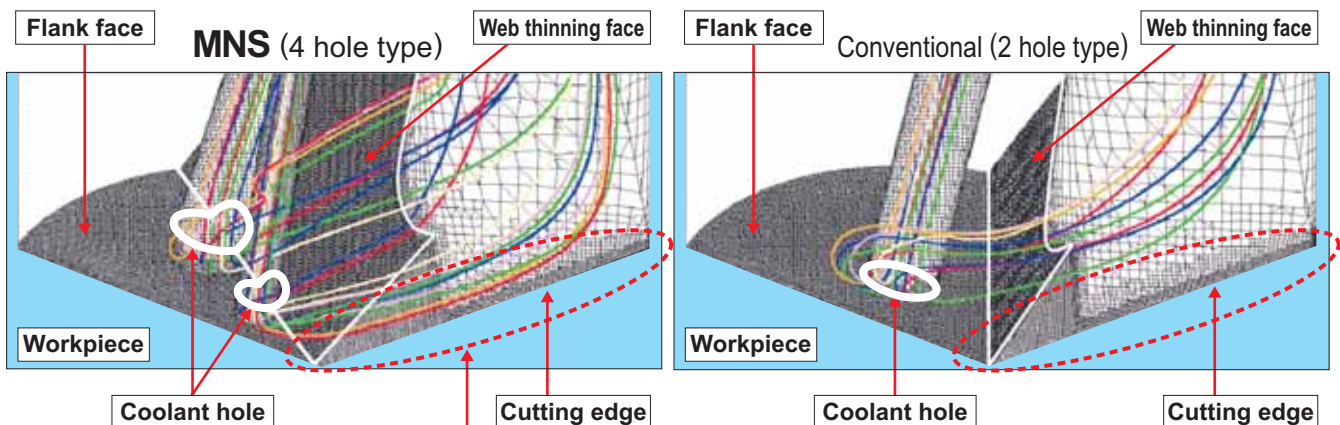 Flank face
MNS (4 hole type)
Web thinning face
Workpiece
Coolant hole
Cutting edge
Flank face
Conventional (2 hole type)
Web thinning face
Workpiece
Coolant hole
Cutting edge